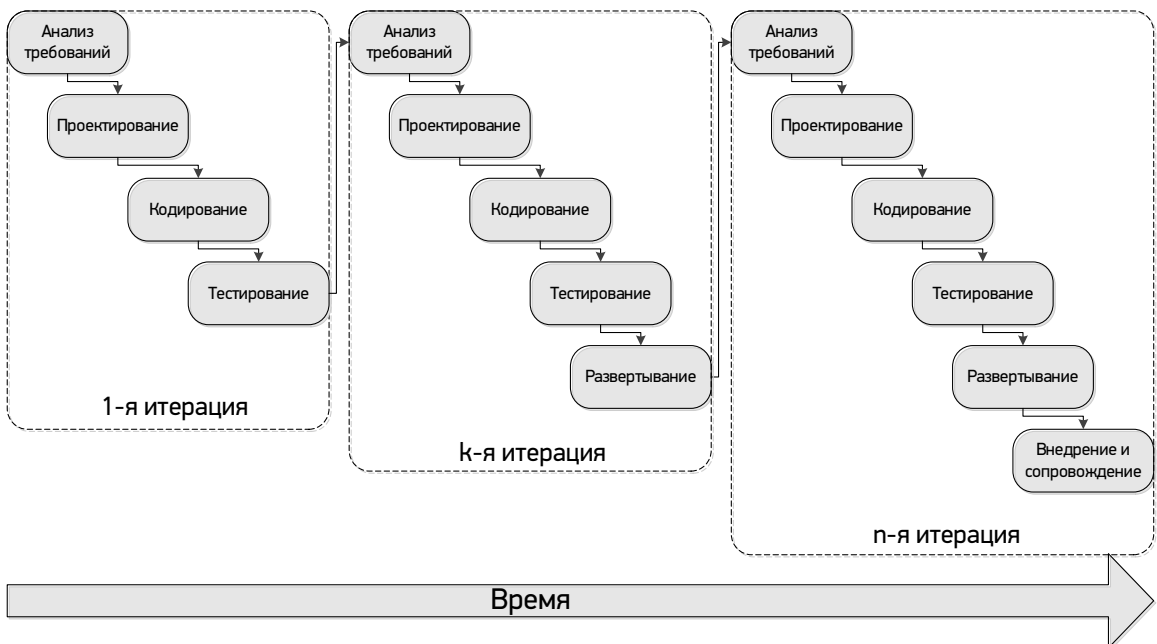 Анализ
требований
Проектирование
Кодирование
Тестирование
1-я итерация
Анализ
требований
Проектирование
Кодирование
Тестирование
Развертывание
k-я итерация
Анализ
требований
Проектирование
Кодирование
Тестирование
Развертывание
Внедрение и
сопровождение
n-я итерация
Время